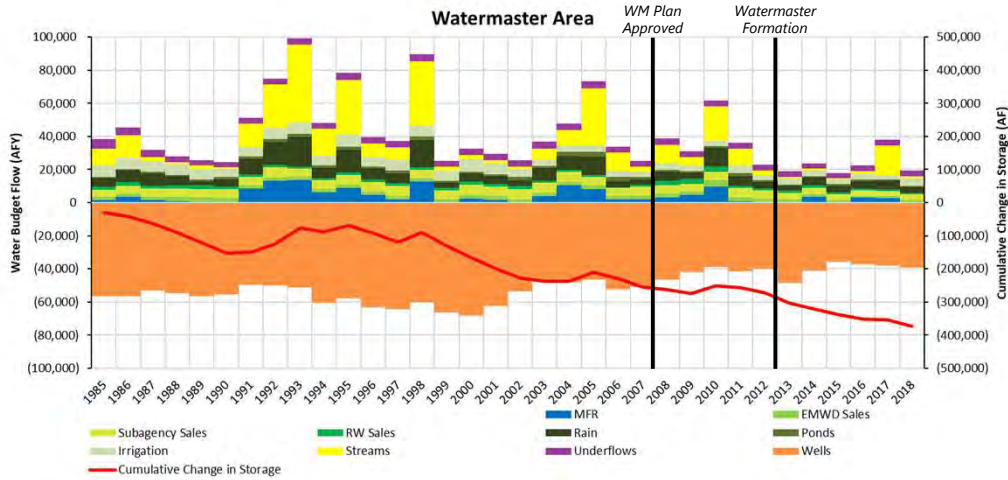 Watermaster Area
WM Plan
Approved
Watermaster
Formation
Water Budget Flow (AFY)
100,000
80,000
60,000
40,000
20,000
0
(20,000)
(40,000)
(60,000)
(80,000)
(100,000)
500,000
400,000
300,000
200,000
100,000
0
(100,000)
(200,000)
(300,000)
(400,000)
(500,000)
Cumulative Change in Storage (AF)
1985 1986 1987 1988 1989 1990 1991 1992 1993 1994 1995 1996 1997 1998 1999 2000 2001 2002 2003 2004 2005 2006 2007 2008 2009 2010 2011 2012 2013 2014 2015 2016 2017 2018
MFR EMWD Sales
Subagency Sales RW Sales Rain Ponds
Irrigation Streams Underflows Wells
Cumulative Change in Storage